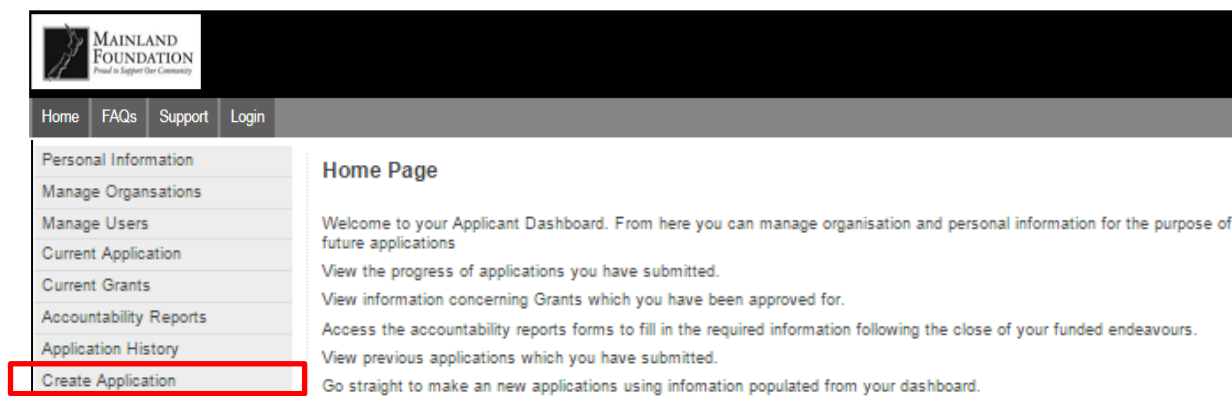 MAINLAND
FOUNDATION
Proud to Support Our Community
Home FAQs Support Login
Personal Information
Manage Organsations
Manage Users
Current Application
Current Grants
Accountability Reports
Application History
Create Application
Home Page
Welcome to your Applicant Dashboard. From here you can manage organisation and personal information for the purpose of
future applications
View the progress of applications you have submitted.
View information concerning Grants which you have been approved for.
Access the accountability reports forms to fill in the required information following the close of your funded endeavours.
View previous applications which you have submitted.
Go straight to make an new applications using infomation populated from your dashboard.